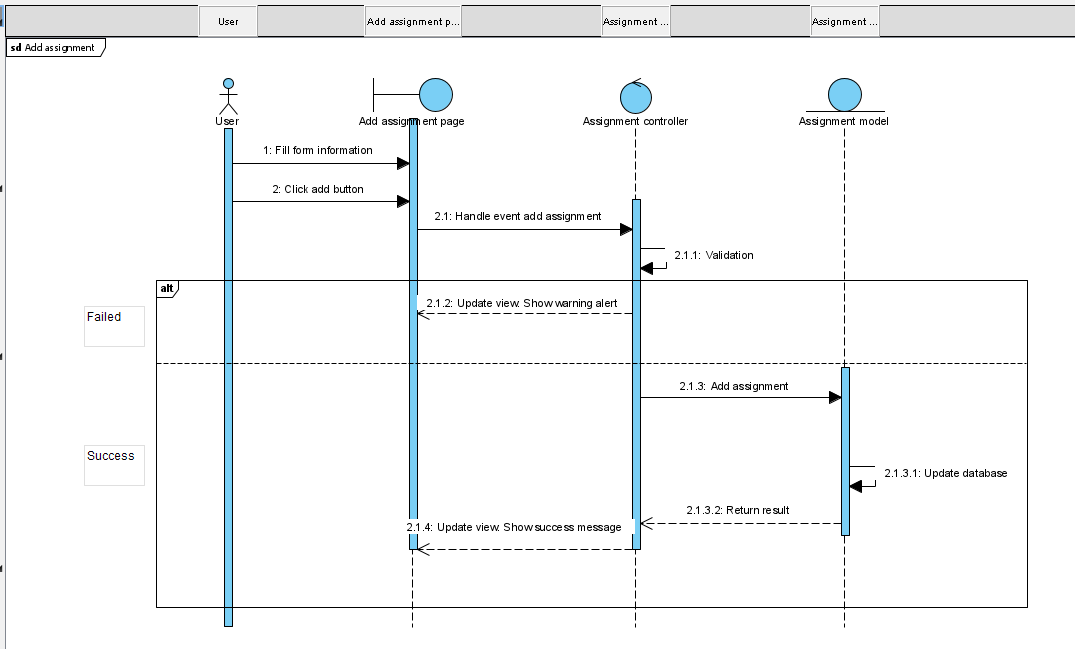 User
Add assignment p...
Assignment ...
Assignment ...
sd Add assignment
User
Add assignment page
Assignment controller
Assignment model
1: Fill form information
2: Click add button
2.1: Handle event add assignment
2.1.1: Validation
alt
2.1.2: Update view: Show warning alert
Failed
2.1.3: Add assignment
Success
2.1.3.1: Update database
2.1.3.2: Return result
2.1.4: Update view: Show success message